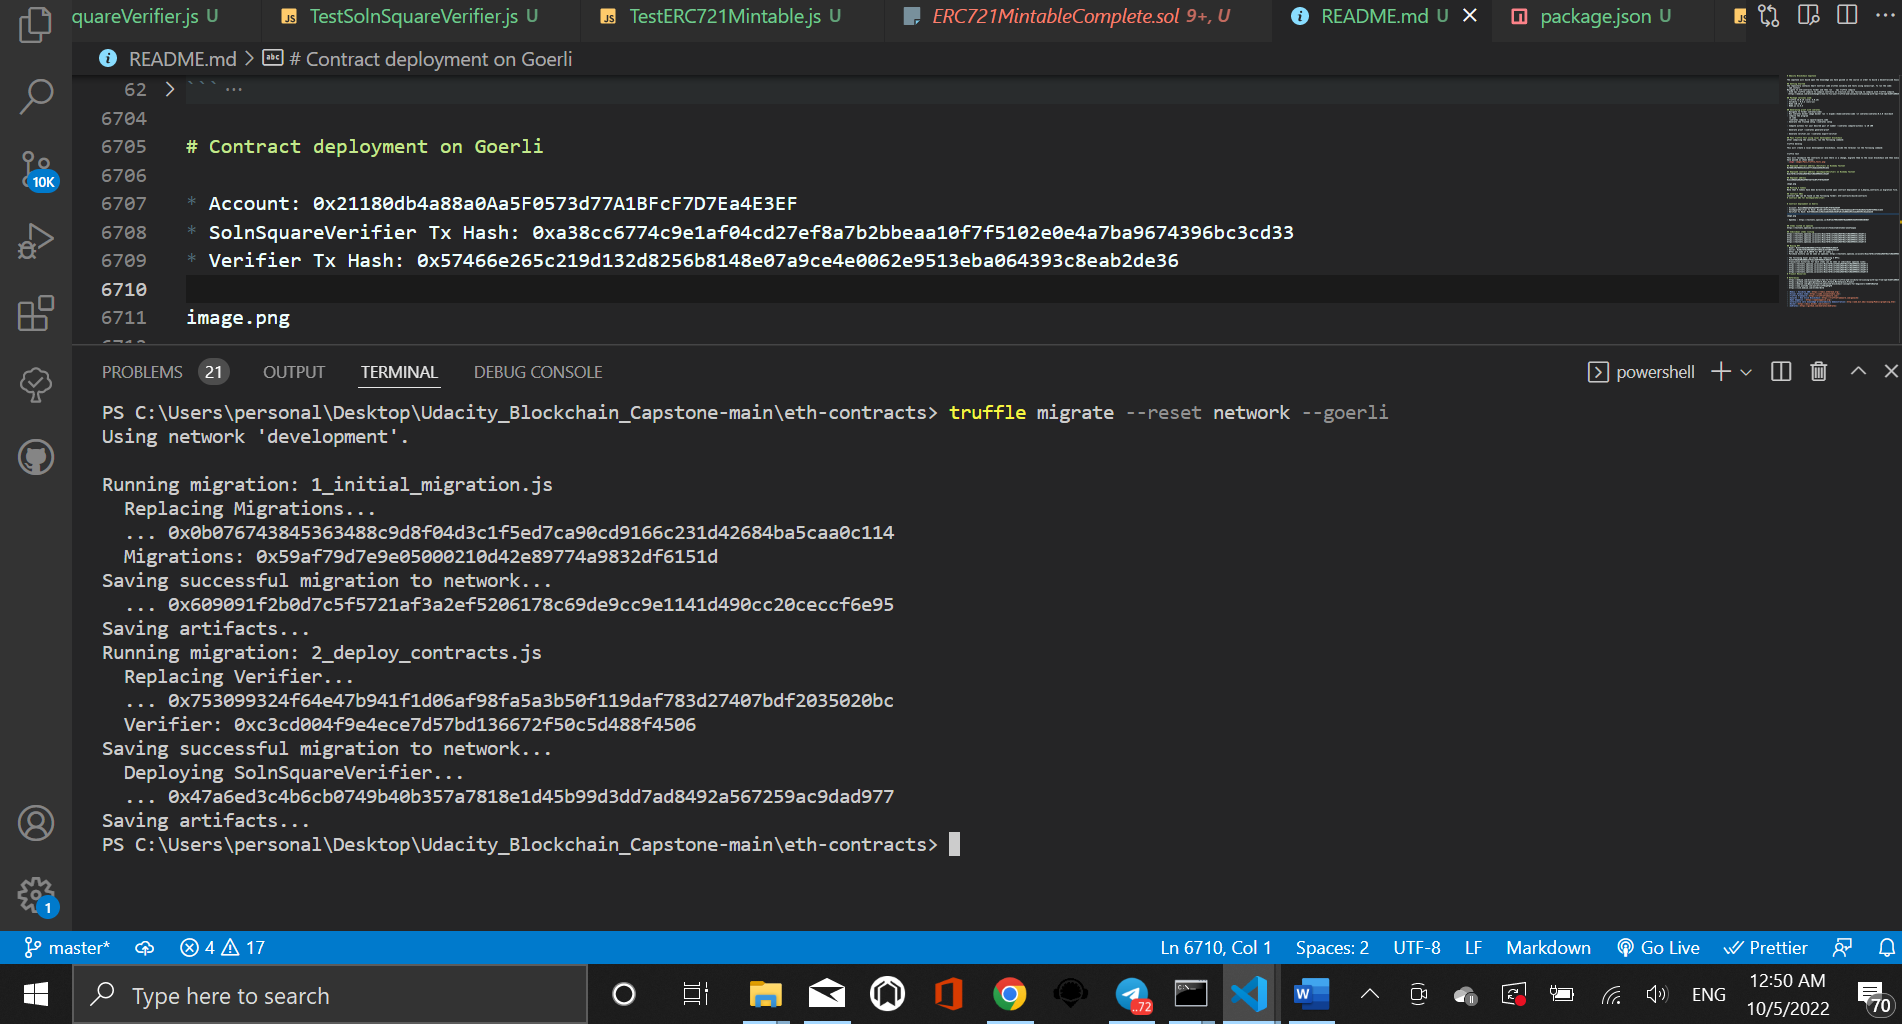 quareVerifier.js U
TestSolnSquareVerifier.js U
TestERC721Mintable.js U
ERC721MintableComplete.sol 9+, U
README.md U
package.json U
README.md > # Contract deployment on Goerli
62 > ``` ...
6704
6705 # Contract deployment on Goerli
6706
6707 * Account: 0x21180db4a88a0Aa5F0573d77A1BFcF7D7Ea4E3EF
6708 * SolnSquareVerifier Tx Hash: 0xa38cc6774c9e1af04cd27ef8a7b2bbeaa10f7f5102e0e4a7ba9674396bc3cd33
6709 * Verifier Tx Hash: 0x57466e265c219d132d8256b8148e07a9ce4e0062e9513eba064393c8eab2de36
6710
6711 image.png
10K
PROBLEMS 21 OUTPUT TERMINAL DEBUG CONSOLE powershell
PS C:\Users\personal\Desktop\Udacity_Blockchain_Capstone-main\eth-contracts> truffle migrate --reset network --goerli
Using network 'development'.
Running migration: 1_initial_migration.js
Replacing Migrations...
... 0x0b076743845363488c9d8f04d3c1f5ed7ca90cd9166c231d42684ba5caa0c114
Migrations: 0x59af79d7e9e05000210d42e89774a9832df6151d
Saving successful migration to network...
... 0x609091f2b0d7c5f5721af3a2ef5206178c69de9cc9e1141d490cc20ceccf6e95
Saving artifacts...
Running migration: 2_deploy_contracts.js
Replacing Verifier...
... 0x753099324f64e47b941f1d06af98fa5a3b50f119daf783d27407bdf2035020bc
Verifier: 0xc3cd004f9e4ece7d57bd136672f50c5d488f4506
Saving successful migration to network...
Deploying SolnSquareVerifier...
... 0x47a6ed3c4b6cb0749b40b357a7818e1d45b99d3dd7ad8492a567259ac9dad977
Saving artifacts...
PS C:\Users\personal\Desktop\Udacity_Blockchain_Capstone-main\eth-contracts>
1
master* 4 17 Ln 6710, Col 1 Spaces: 2 UTF-8 LF Markdown Go Live Prettier
Type here to search
..72
ENG
12:50 AM
10/5/2022
70